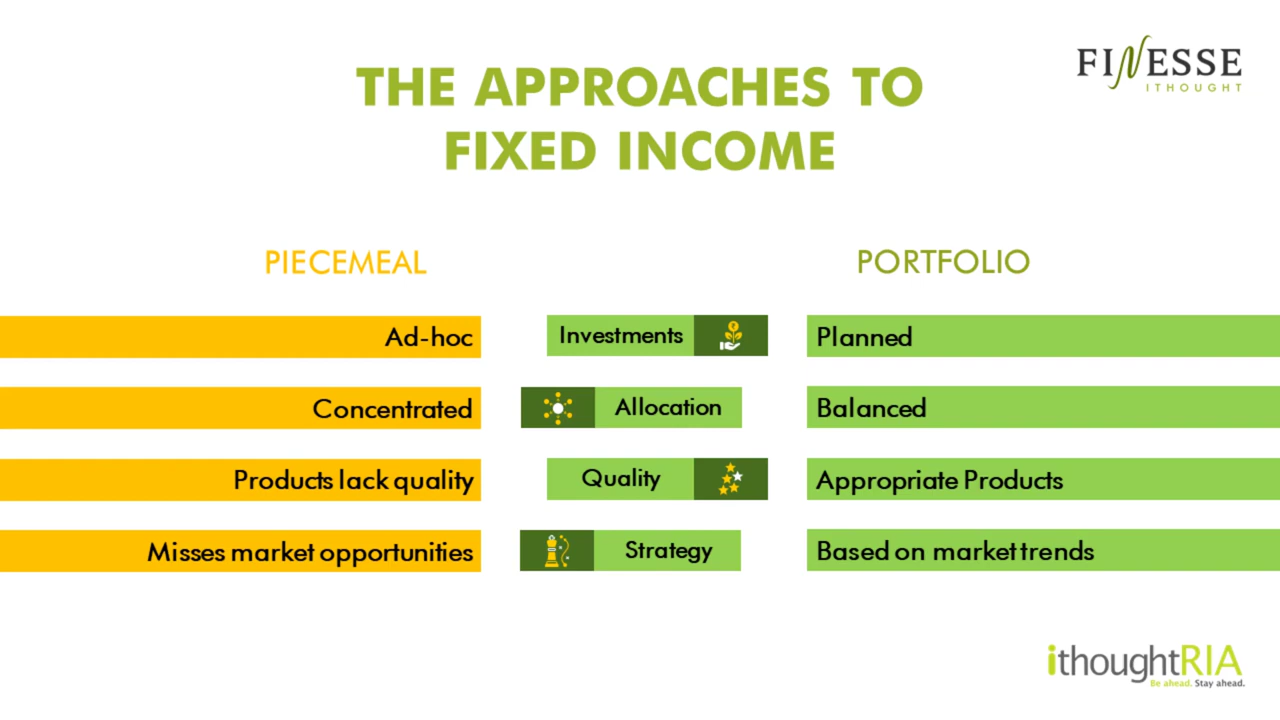 FINESSE
ITHOUGHT
THE APPROACHES TO
FIXED INCOME
PIECEMEAL
PORTFOLIO
Ad-hoc
Investments
Planned
Concentrated
Allocation
Balanced
Products lack quality
Quality
Appropriate Products
Misses market opportunities
Strategy
Based on market trends
ithoughtRIA
Be ahead. Stay ahead.